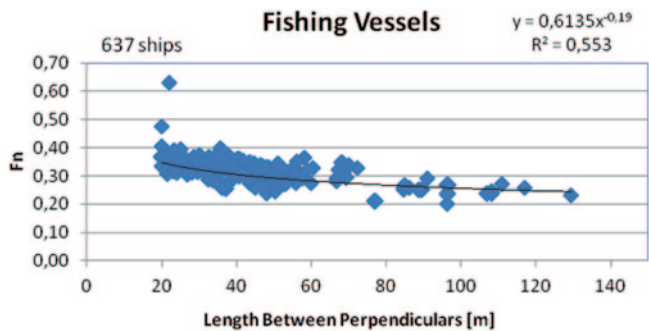 Fishing Vessels
y = 0,6135x^-0,19
R² = 0,553
637 ships
0,70
0,60
0,50
0,40
0,30
0,20
0,10
0,00
Fn
0 20 40 60 80 100 120 140
Length Between Perpendiculars [m]